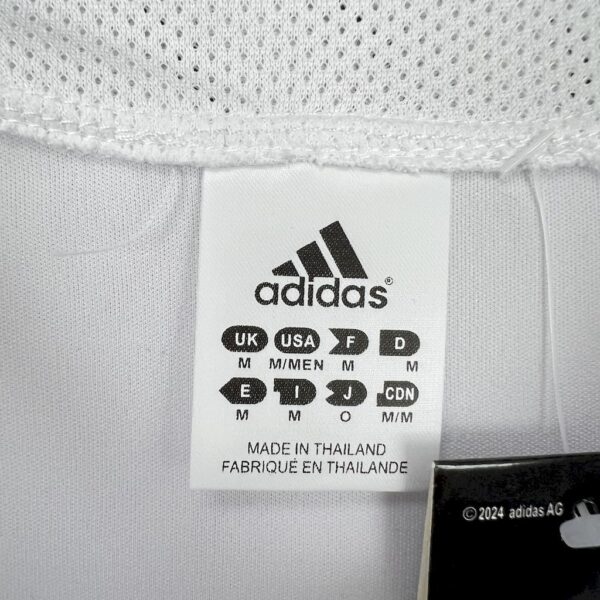 adidas®
UK USA F D
M M/MEN M M
E I J CDN
M M O M/M
MADE IN THAILAND
FABRIQUÉ EN THAILANDE
© 2024 adidas AG